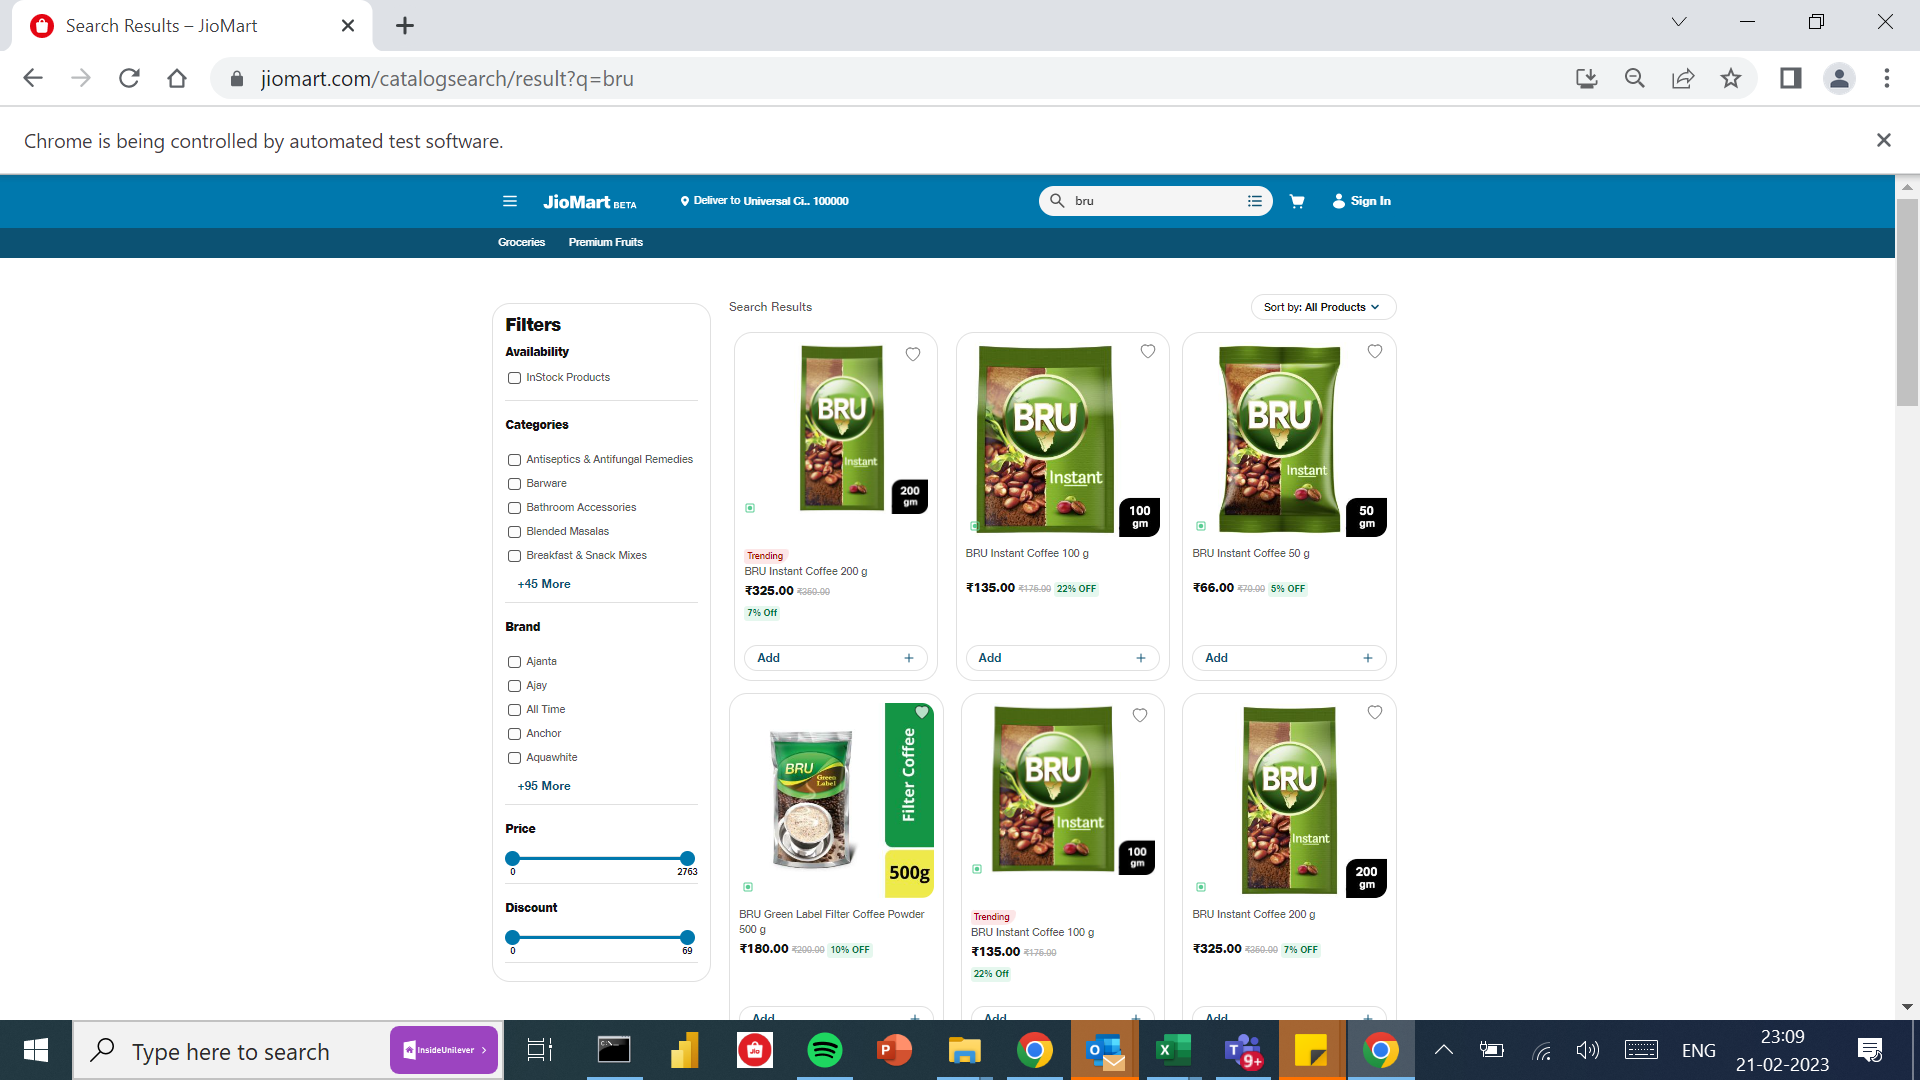 Search Results – JioMart
jiomart.com/catalogsearch/result?q=bru
Chrome is being controlled by automated test software.
JioMart BETA
Deliver to Universal Ci.. 100000
bru
Sign In
Groceries
Premium Fruits
Filters
Availability
InStock Products
Categories
Antiseptics & Antifungal Remedies
Barware
Bathroom Accessories
Blended Masalas
Breakfast & Snack Mixes
+45 More
Brand
Ajanta
Ajay
All Time
Anchor
Aquawhite
+95 More
Price
0
2763
Discount
0
69
Search Results
Sort by: All Products
BRU
Instant
200
gm
Trending
BRU Instant Coffee 200 g
₹325.00 ₹350.00
7% Off
Add +
BRU
Instant
100
gm
BRU Instant Coffee 100 g
₹135.00 ₹175.00 22% OFF
Add +
BRU
Instant
50
gm
BRU Instant Coffee 50 g
₹66.00 ₹70.00 5% OFF
Add +
BRU
Green
Label
Filter Coffee
500g
BRU Green Label Filter Coffee Powder
500 g
₹180.00 ₹200.00 10% OFF
Add +
BRU
Instant
100
gm
Trending
BRU Instant Coffee 100 g
₹135.00 ₹175.00
22% Off
Add +
BRU
Instant
200
gm
BRU Instant Coffee 200 g
₹325.00 ₹350.00 7% OFF
Add +
Type here to search
InsideUnilever
9+
ENG
23:09
21-02-2023